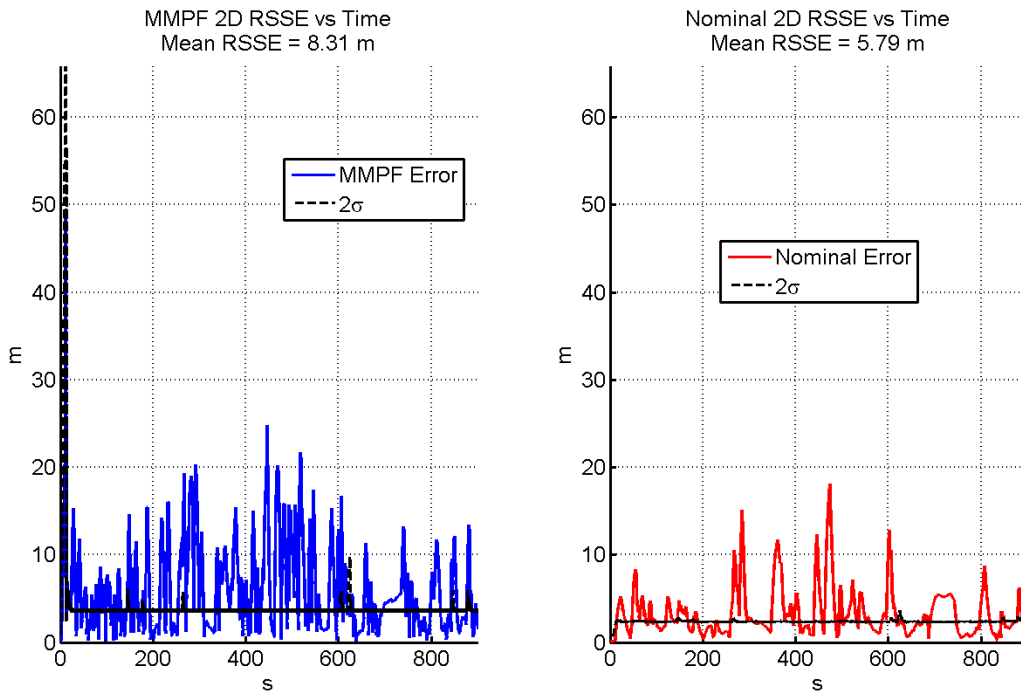 MMPF 2D RSSE vs Time
Mean RSSE = 8.31 m
60
50
40
30
20
10
0
m
MMPF Error
2σ
0
200
400
600
800
s
Nominal 2D RSSE vs Time
Mean RSSE = 5.79 m
60
50
40
30
20
10
0
m
Nominal Error
2σ
0
200
400
600
800
s